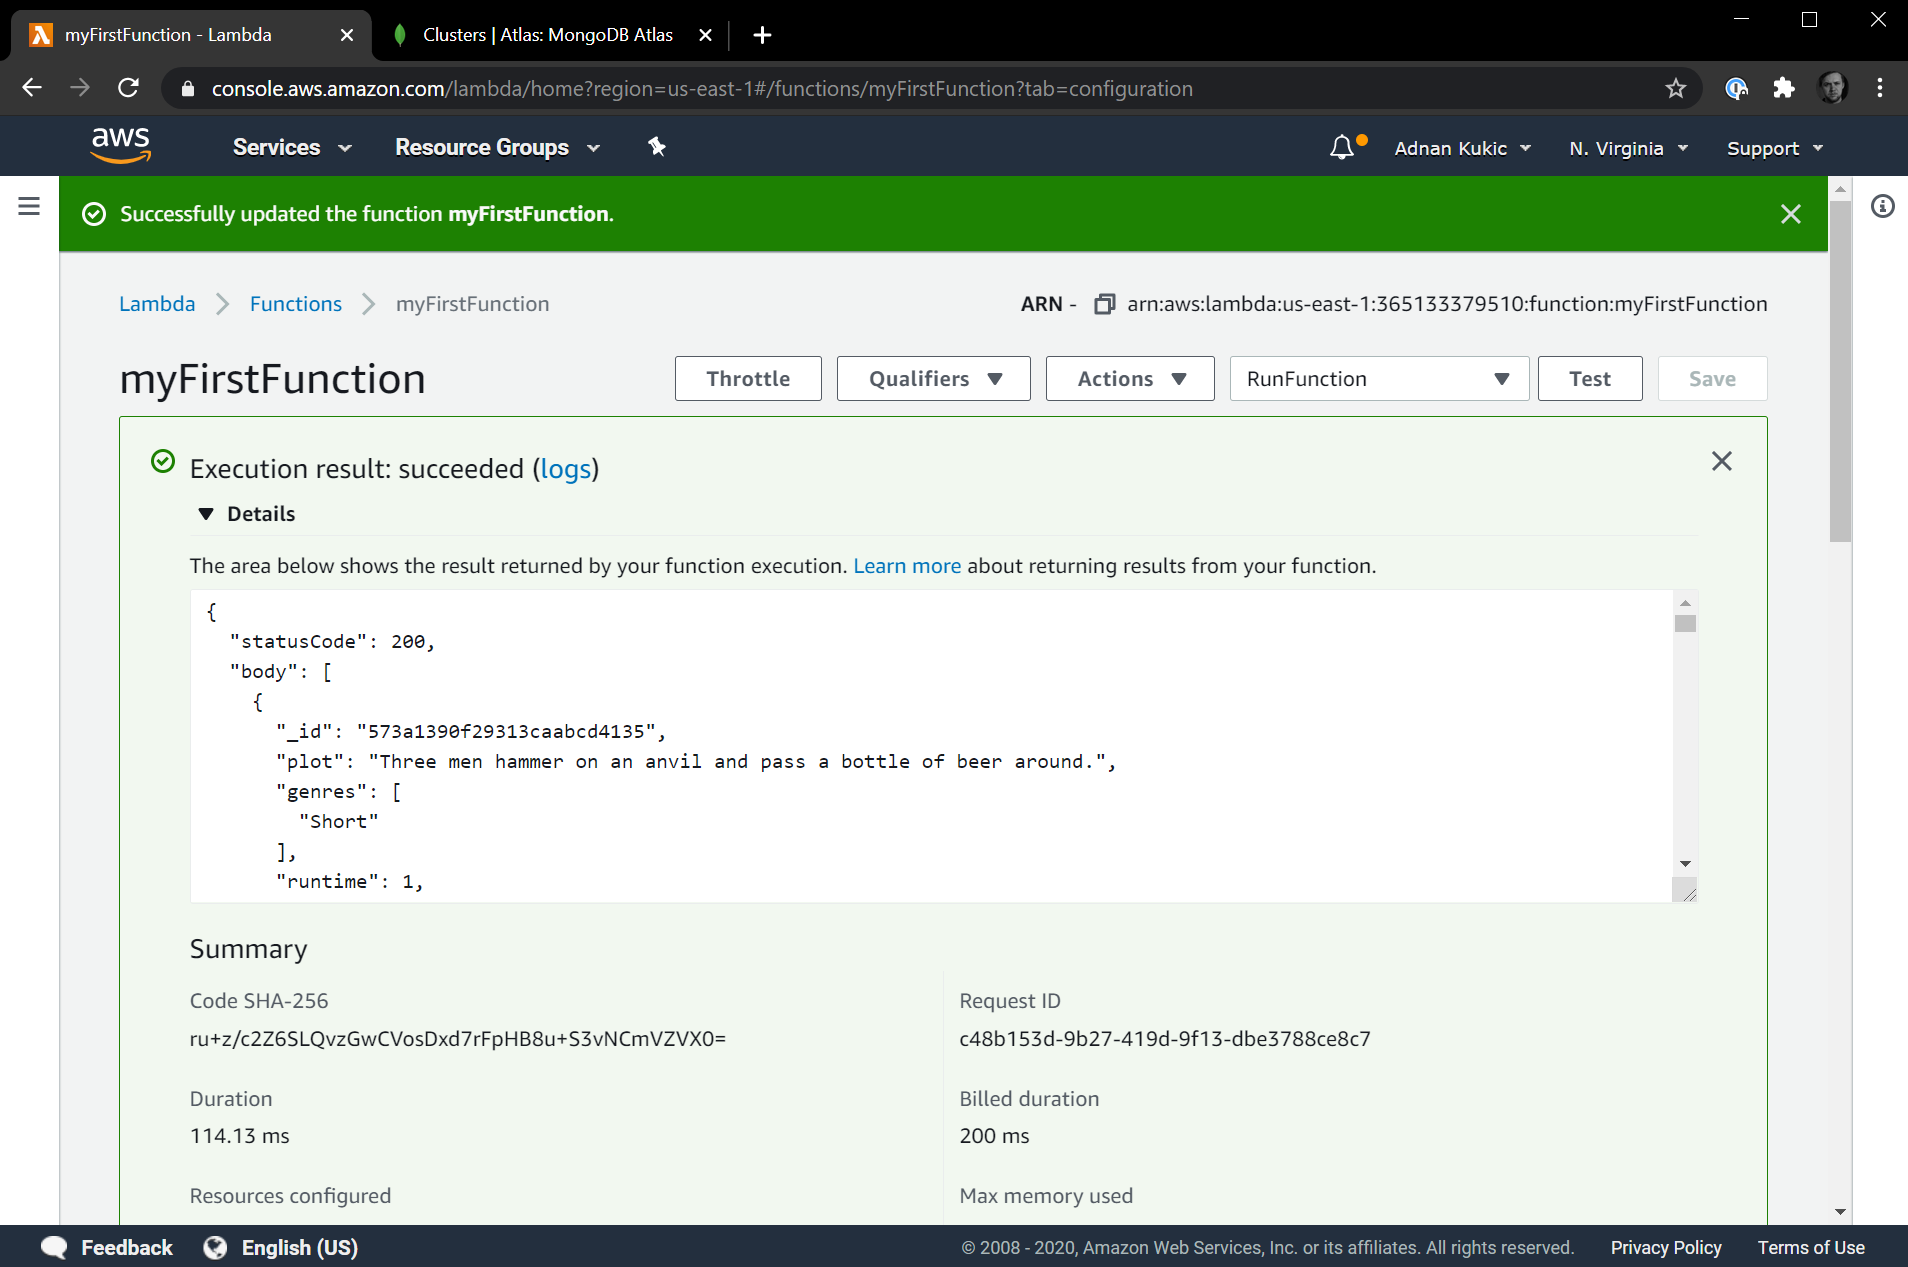 myFirstFunction - Lambda
Clusters | Atlas: MongoDB Atlas
console.aws.amazon.com/lambda/home?region=us-east-1#/functions/myFirstFunction?tab=configuration
aws Services Resource Groups Adnan Kukic N. Virginia Support
Successfully updated the function myFirstFunction.
Lambda Functions myFirstFunction ARN - arn:aws:lambda:us-east-1:365133379510:function:myFirstFunction
myFirstFunction Throttle Qualifiers Actions RunFunction Test Save
Execution result: succeeded (logs)
Details
The area below shows the result returned by your function execution. Learn more about returning results from your function.
{
"statusCode": 200,
"body": [
{
"_id": "573a1390f29313caabcd4135",
"plot": "Three men hammer on an anvil and pass a bottle of beer around.",
"genres": [
"Short"
],
"runtime": 1,
Summary
Code SHA-256
ru+z/c2Z6SLQvzGwCVosDxd7rFpHB8u+S3vNCmVZVX0=
Request ID
c48b153d-9b27-419d-9f13-dbe3788ce8c7
Duration
114.13 ms
Billed duration
200 ms
Resources configured
Max memory used
Feedback English (US) © 2008 - 2020, Amazon Web Services, Inc. or its affiliates. All rights reserved. Privacy Policy Terms of Use